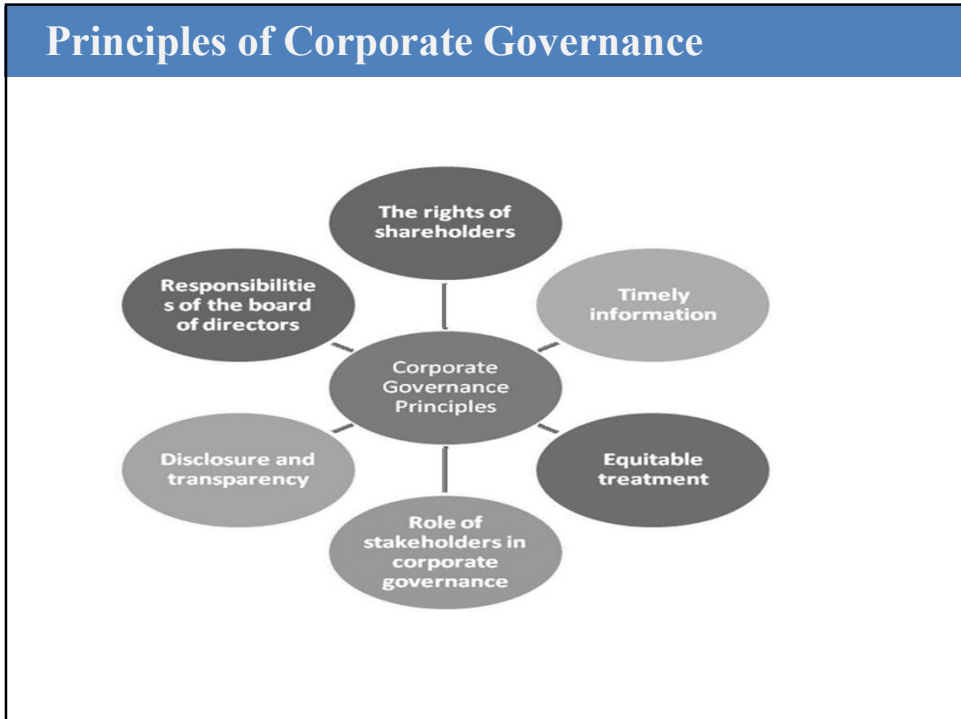 Principles of Corporate Governance
The rights of
shareholders
Responsibilitie
s of the board
of directors
Timely
information
Corporate
Governance
Principles
Disclosure and
transparency
Equitable
treatment
Role of
stakeholders in
corporate
governance